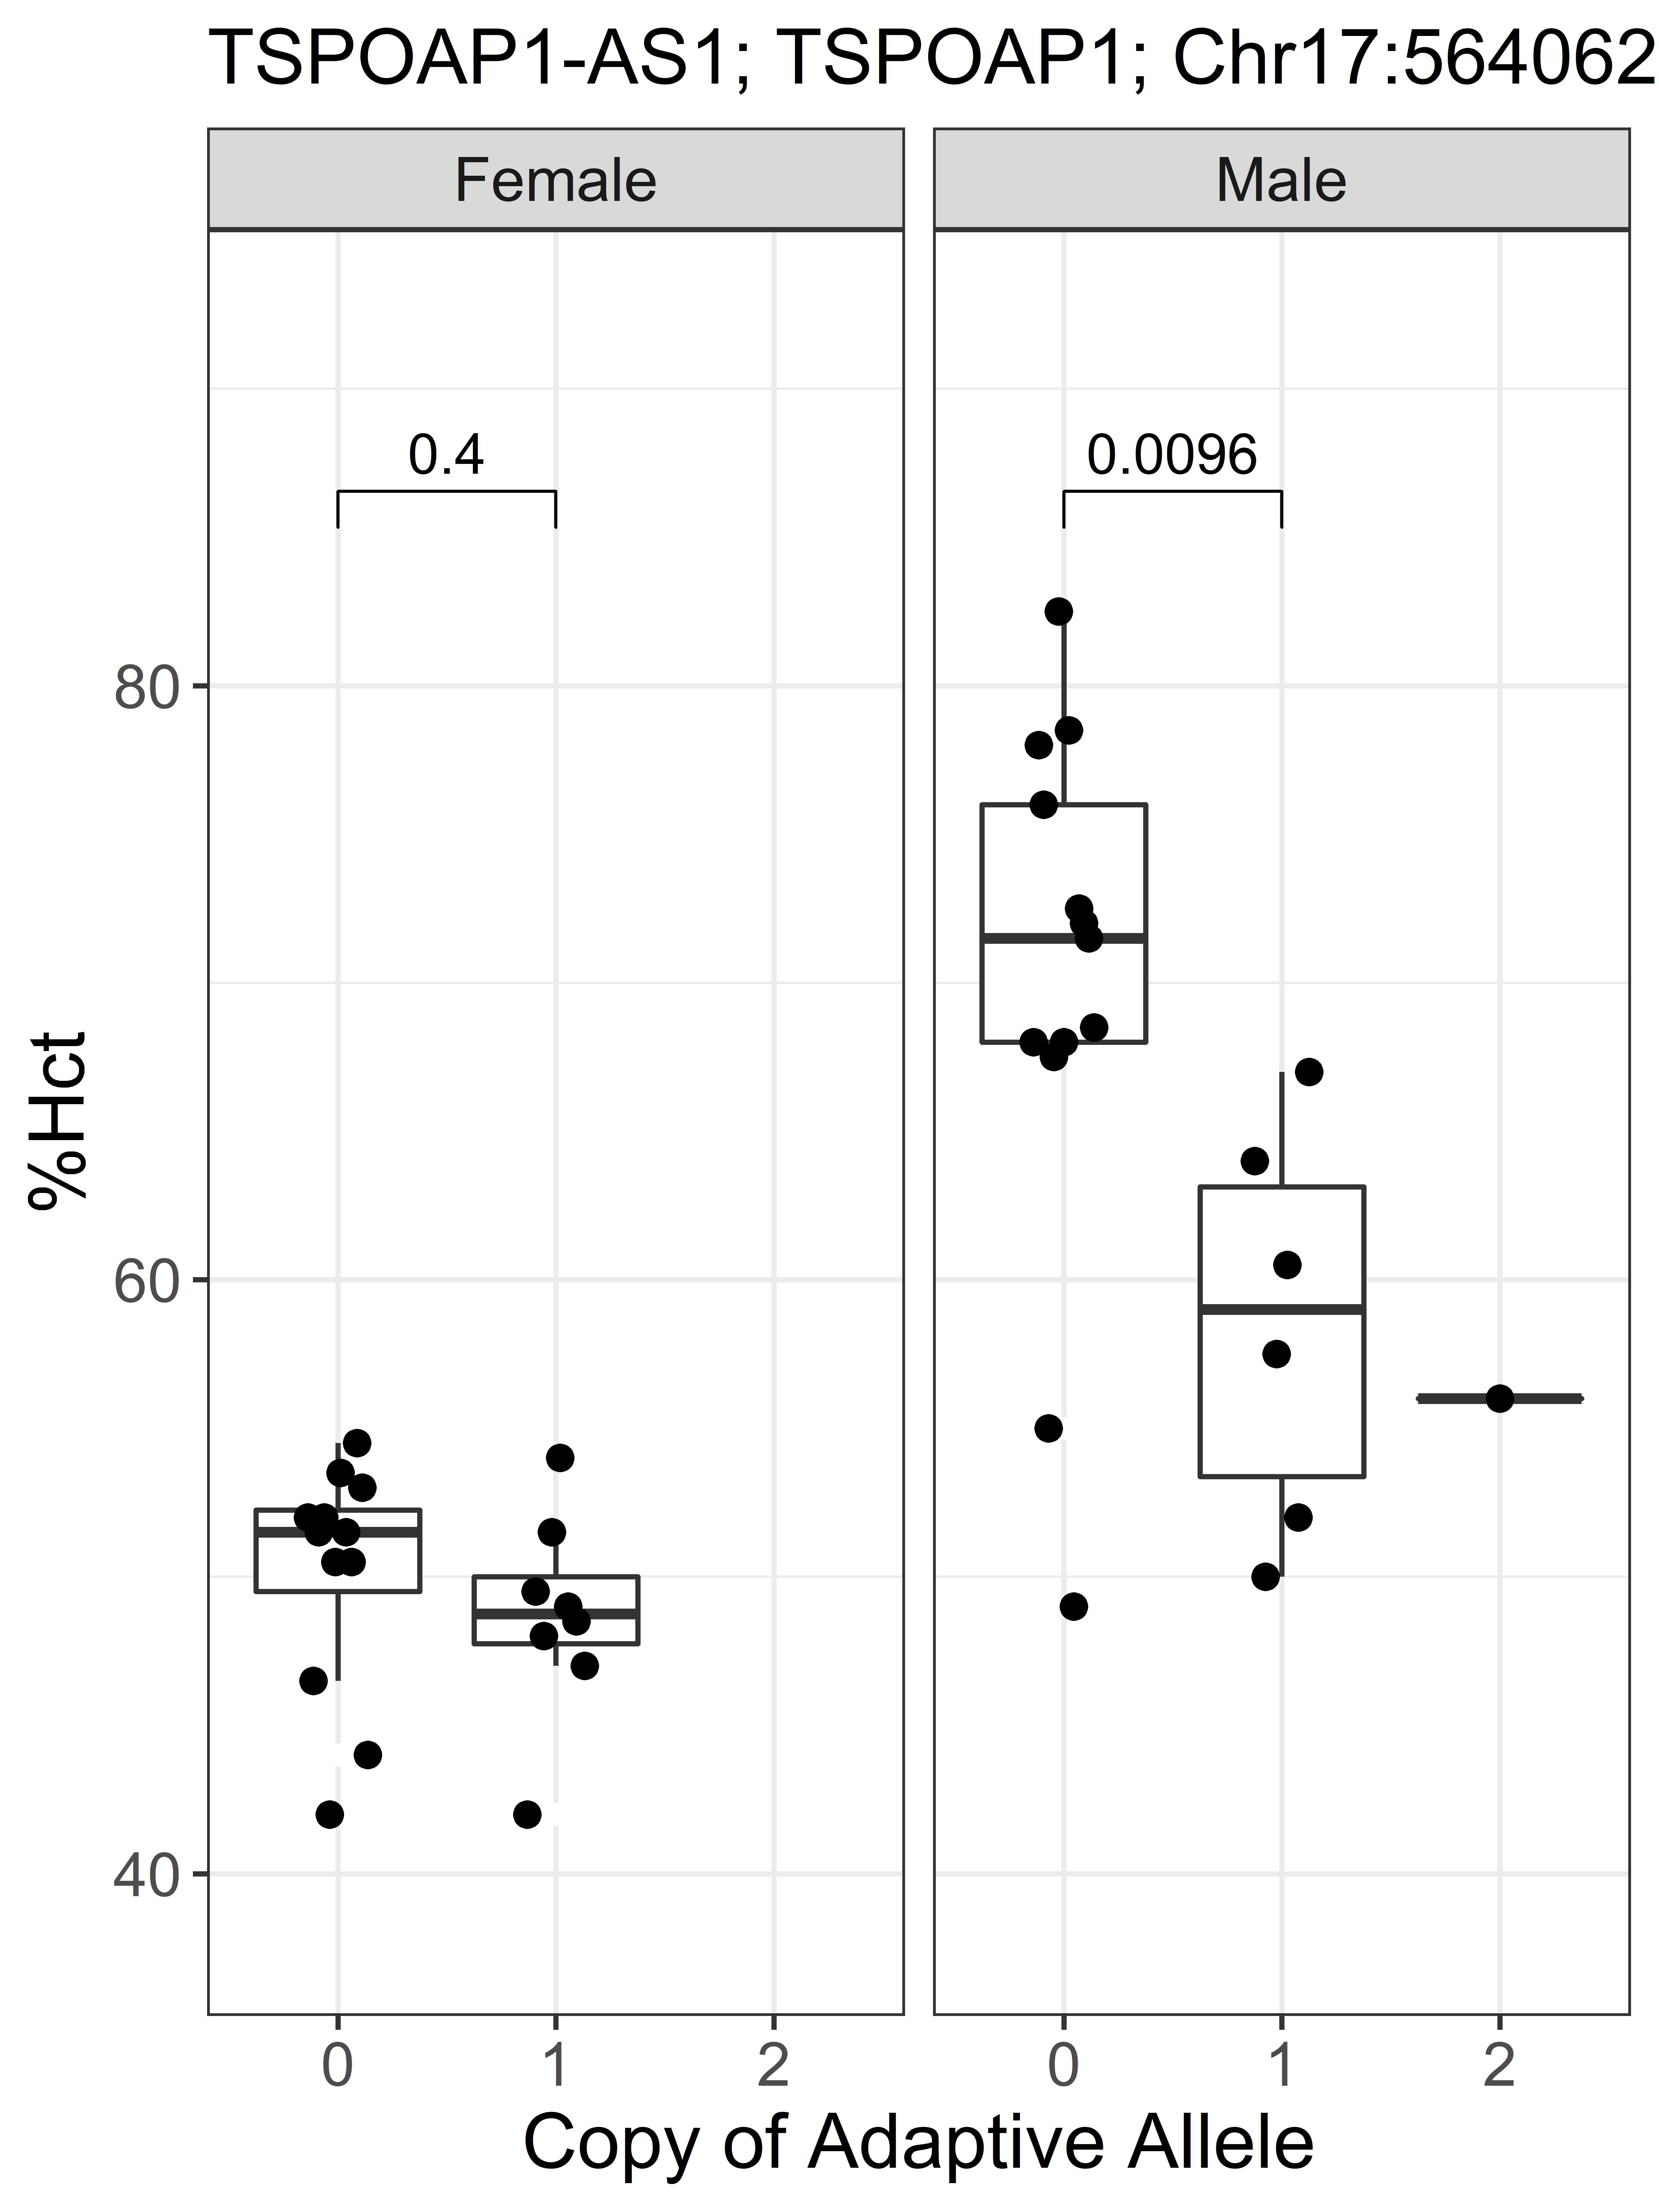 TSPOAP1-AS1; TSPOAP1; Chr17:564062
Female
Male
0.4
0.0096
80
60
40
%Hct
0 1 2
0 1 2
Copy of Adaptive Allele